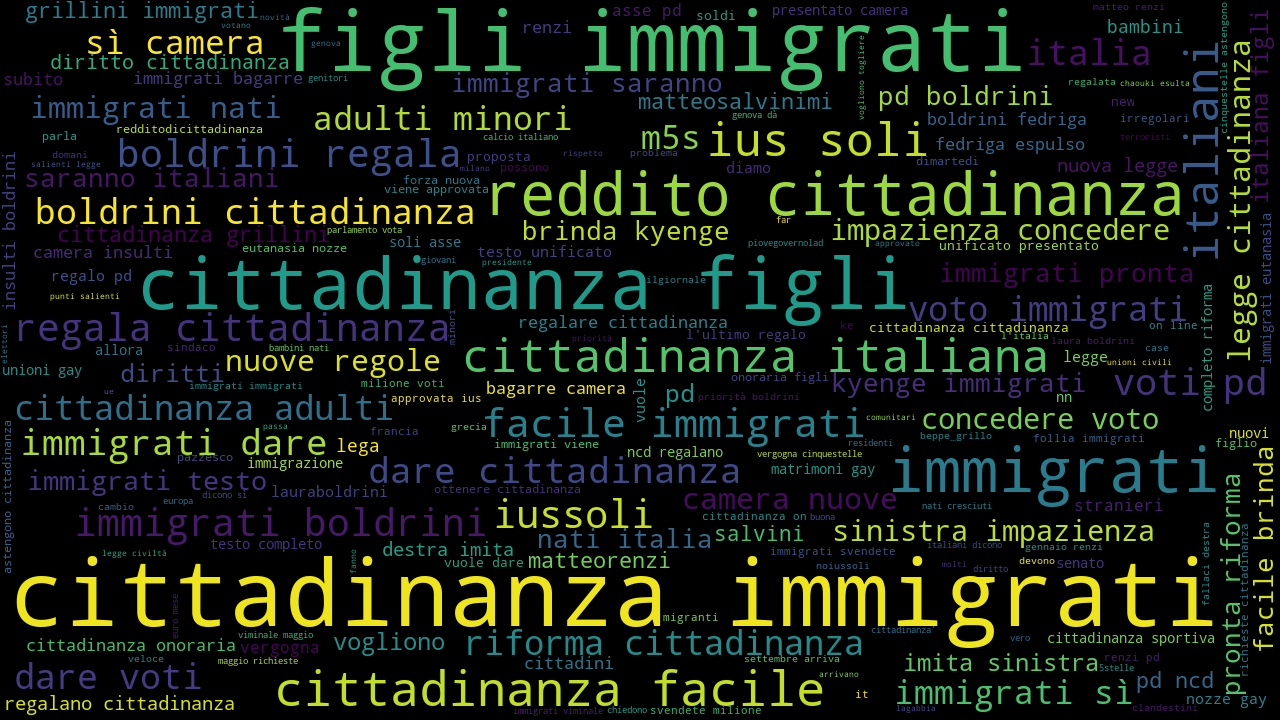 grillini immigrati
novità
votano
sì camera
diritto cittadinanza
subito
immigrati bagarre
genitori
genova
figli immigrati
renzi
asse pd
soldi
presentato camera
matteo renzi
bambini
italia
immigrati nati
parla
redditodicittadinanza
domani
salienti legge
immigrati saranno
adulti minori
calcio italiano
matteosalvinimi
genova dà
vogliono togliere
pd boldrini
regalata
chaouki esulta
new
irregolari
terroristi
boldrini fedriga
fedriga espulso
dimartedì
nuova legge
cinquestelle astengono
italiani
legge cittadinanza
italiana figli
boldrini regala
proposta
milano
possono
rispetto
problema
m5s
ius soli
diamo
saranno italiani
forza nuova
viene approvata
reddito cittadinanza
insulti boldrini
boldrini cittadinanza
cittadinanza grillini
parlamento vota
brinda kyenge
far
impazienza concedere
camera insulti
eutanasia nozze
soli asse
giovani
testo unificato
presidente
piovegovernolad
approvato
unificato presentato
regalo pd
punti salienti
cittadinanza figli
ilgiornale
immigrati pronta
immigrati eutanasia
voto immigrati
completo riforma
regala cittadinanza
minori
regalare cittadinanza
l'ultimo regalo
ke
cittadinanza cittadinanza
on line
elettori
allora
sindaco
bambini nati
nuove regole
priorità
l'italia
laura boldrini
case
unioni gay
diritti
cittadinanza italiana
legge
unioni civili
immigrati immigrati
ue
milione voti
approvata ius
bagarre camera
vuole
pd
onoraria figli
priorità boldrini
kyenge immigrati
nn
voti pd
cittadinanza adulti
passa
francia
grecia
facile immigrati
comunitari
concedere voto
immigrati dare
lega
pazzesco
immigrazione
immigrati viene
ncd regalano
vergogna cinquestelle
residenti
beppe_grillo
follia immigrati
nuovi
figlio
astengono cittadinanza
immigrati testo
europa
dicono si
lauraboldrini
dare cittadinanza
ottenere cittadinanza
matrimoni gay
immigrati
camera nuove
nati cresciuti
stranieri
cambio
immigrati boldrini
iussoli
cittadinanza on
buona
nati italia
salvini
sinistra impazienza
legge civiltà
testo completo
fanno
destra imita
vuole dare
matteorenzi
immigrati svendete
noiussoli
italiani dicono
molti
diritto
gennaio renzi
devono
senato
fallaci destra
pronta riforma
richieste cittadinanza
facile brinda
cittadinanza immigrati
euro mese
migranti
viminale maggio
cittadinanza onoraria
vergogna
veloce
maggio richieste
vogliono
riforma cittadinanza
cittadinanza'
vero
cittadinanza sportiva
cittadini
settembre arriva
arrivano
imita sinistra
5stelle
renzi pd
dare voti
regalano cittadinanza
cittadinanza facile
immigrati viminale
chiedono
svendete milione
it
lagabbia
immigrati sì
pd ncd
clandestini
nozze gay